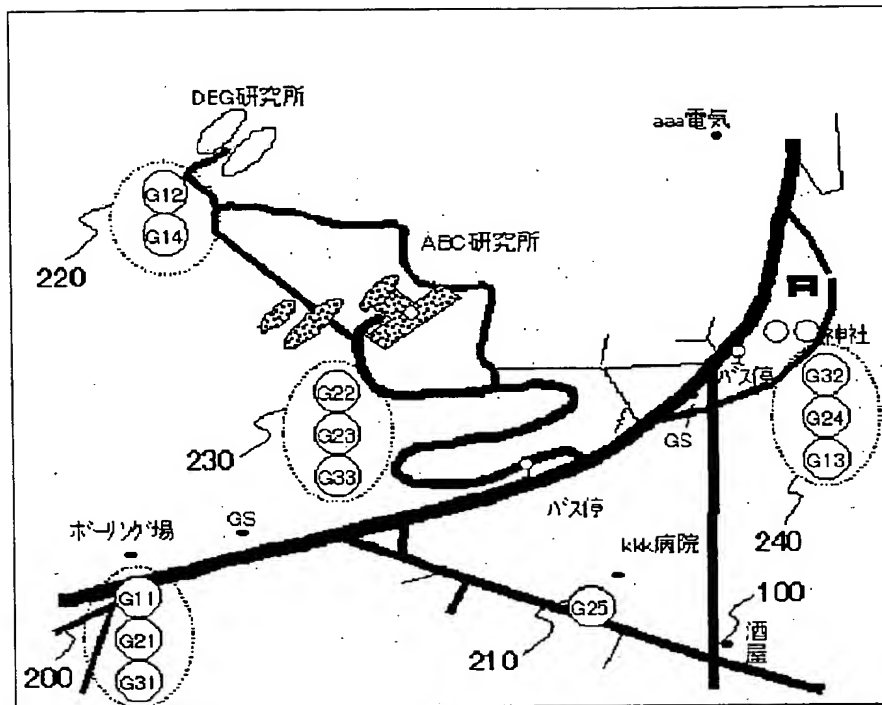 DEG研究所
aaa電気
G12
G14
220
ABC研究所
神社
バス停
G32
G24
G13
GS
240
G22
G23
G33
230
バス停
GS
ボーリング場
kkk病院
G11
G21
G31
200
G25
210
100
酒屋